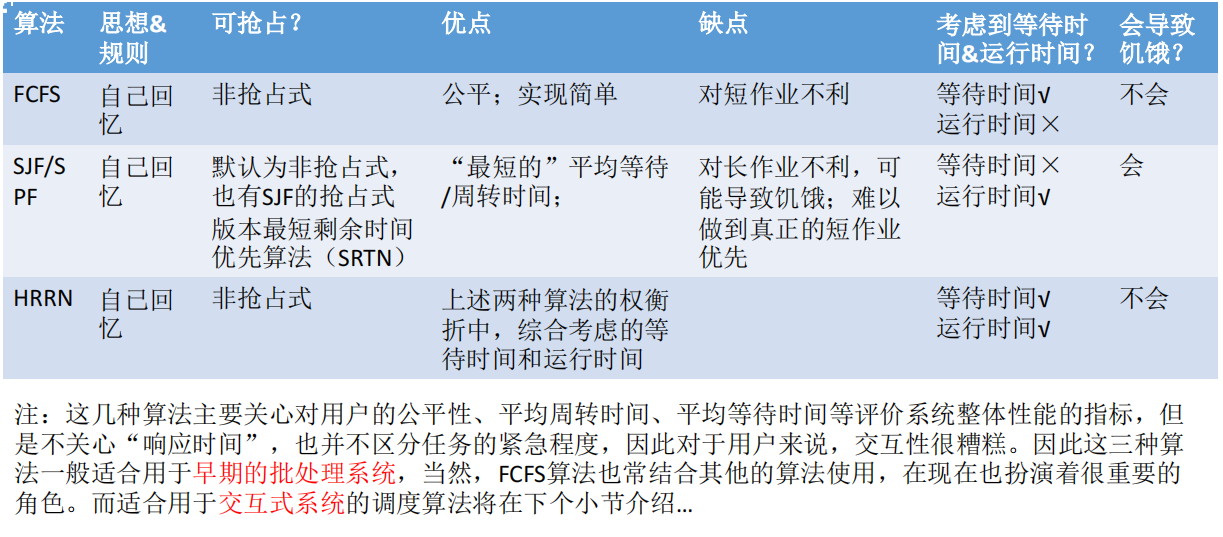 算法 思想& 可抢占？ 优点 缺点 考虑到等待时 会导致
规则 间&运行时间？ 饥饿？
FCFS 自己回 非抢占式 公平；实现简单 对短作业不利 等待时间√ 不会
忆 运行时间×
SJF/S 自己回 默认为非抢占式， “最短的”平均等待 对长作业不利，可 等待时间× 会
PF 忆 也有SJF的抢占式 /周转时间； 能导致饥饿；难以 运行时间√
版本最短剩余时间 做到真正的短作业
优先算法（SRTN） 优先
HRRN 自己回 非抢占式 上述两种算法的权衡 等待时间√ 不会
忆 折中，综合考虑的等 运行时间√
待时间和运行时间
注：这几种算法主要关心对用户的公平性、平均周转时间、平均等待时间等评价系统整体性能的指标，但
是不关心“响应时间”，也并不区分任务的紧急程度，因此对于用户来说，交互性很糟糕。因此这三种算
法一般适合用于早期的批处理系统，当然，FCFS算法也常结合其他的算法使用，在现在也扮演着很重要的
角色。而适合用于交互式系统的调度算法将在下个小节介绍...